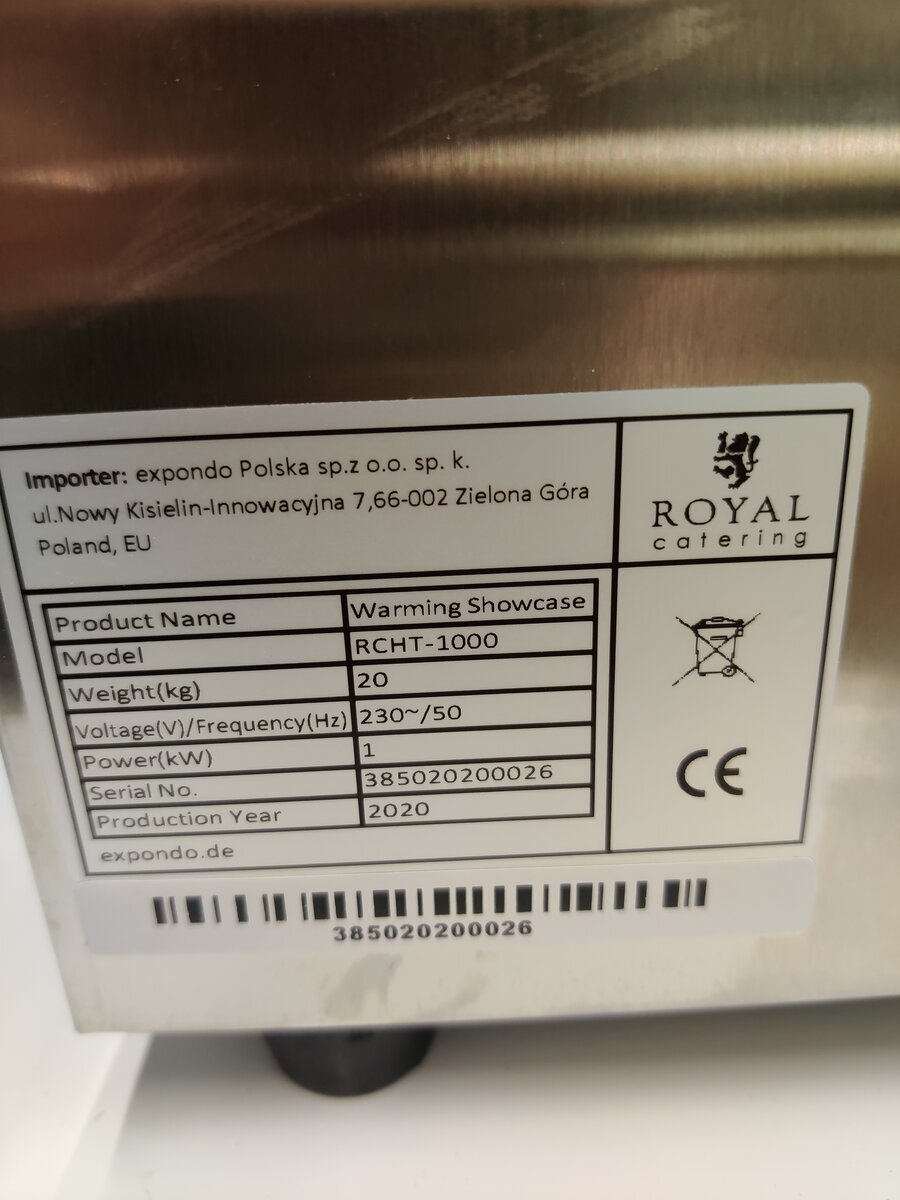 Importer: expondo Polska sp.z o.o. sp. k.
ul.Nowy Kisielin-Innowacyjna 7,66-002 Zielona Góra
Poland, EU
ROYAL
catering
Product Name Warming Showcase
Model RCHT-1000
Weight(kg) 20
Voltage(V)/Frequency(Hz) 230~/50
Power(kW) 1
Serial No. 385020200026
Production Year 2020
expondo.de
CE
385020200026